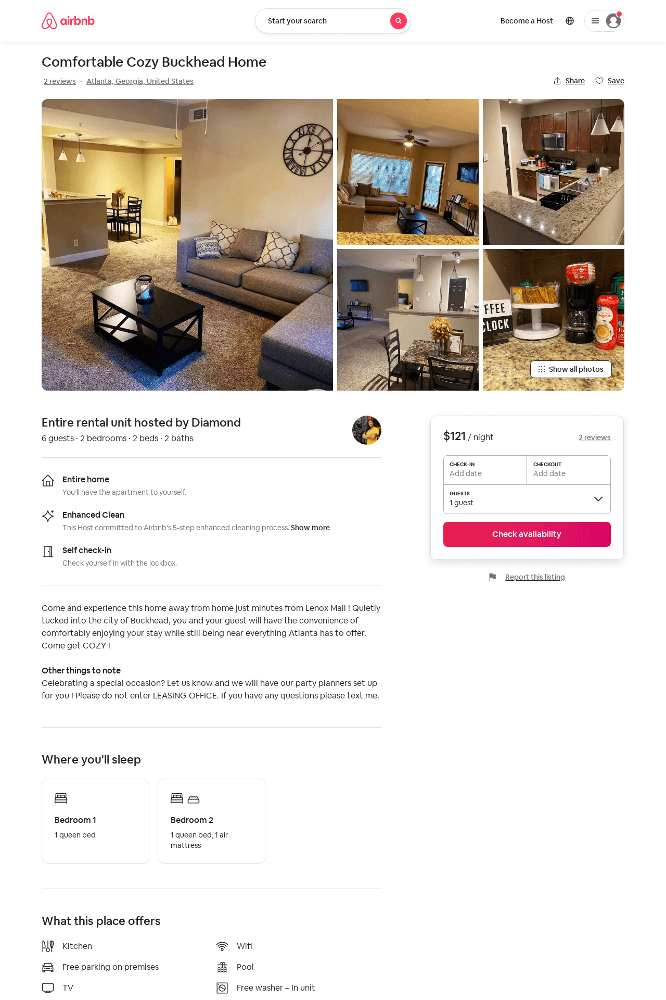 airbnb
Start your search
Become a Host
Comfortable Cozy Buckhead Home
2 reviews · Atlanta, Georgia, United States
Share
Save
FFEE
CLOCK
Original
Show all photos
Entire rental unit hosted by Diamond
6 guests · 2 bedrooms · 2 beds · 2 baths
$121 / night
2 reviews
CHECK-IN
Add date
CHECKOUT
Add date
GUESTS
1 guest
Check availability
Report this listing
Entire home
You'll have the apartment to yourself.
Enhanced Clean
This Host committed to Airbnb's 5-step enhanced cleaning process. Show more
Self check-in
Check yourself in with the lockbox.
Come and experience this home away from home just minutes from Lenox Mall ! Quietly
tucked into the city of Buckhead, you and your guest will have the convenience of
comfortably enjoying your stay while still being near everything Atlanta has to offer.
Come get COZY !
Other things to note
Celebrating a special occasion? Let us know and we will have our party planners set up
for you ! Please do not enter LEASING OFFICE. If you have any questions please text me.
Where you'll sleep
Bedroom 1
1 queen bed
Bedroom 2
1 queen bed, 1 air
mattress
What this place offers
Kitchen
Wifi
Free parking on premises
Pool
TV
Free washer – In unit